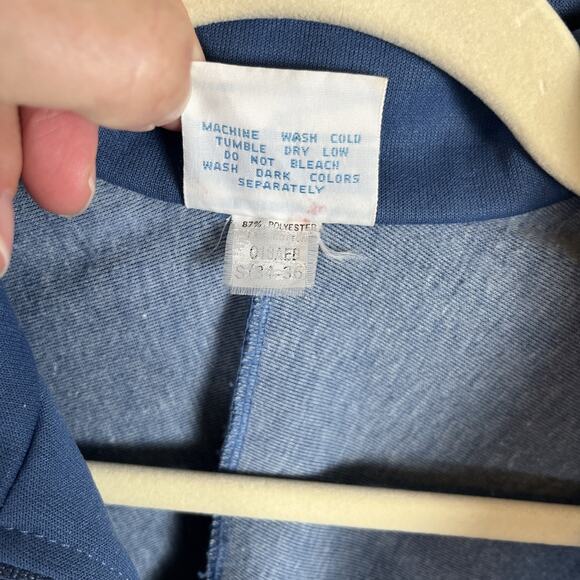 MACHINE WASH COLD
TUMBLE DRY LOW
DO NOT BLEACH
WASH DARK COLORS
SEPARATELY
87% POLYESTER
S/34-36